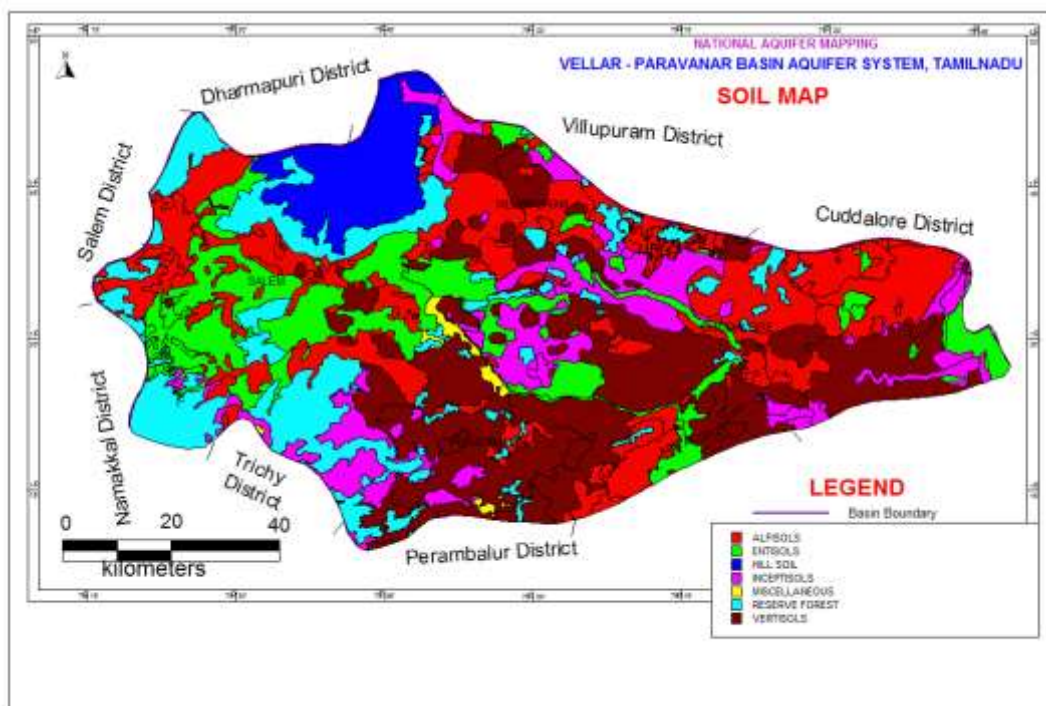 NATIONAL AQUIFER MAPPING
VELLAR - PARAVANAR BASIN AQUIFER SYSTEM, TAMILNADU
SOIL MAP
N
Dharmapuri District
Villupuram District
Salem District
Cuddalore District
SALEM
Namakkal District
Trichy
District
Perambalur District
0 20 40
kilometers
LEGEND
Basin Boundary
ALFISOLS
ENTISOLS
HILL SOIL
INCEPTISOLS
MISCELLANEOUS
RESERVE FOREST
VERTISOLS